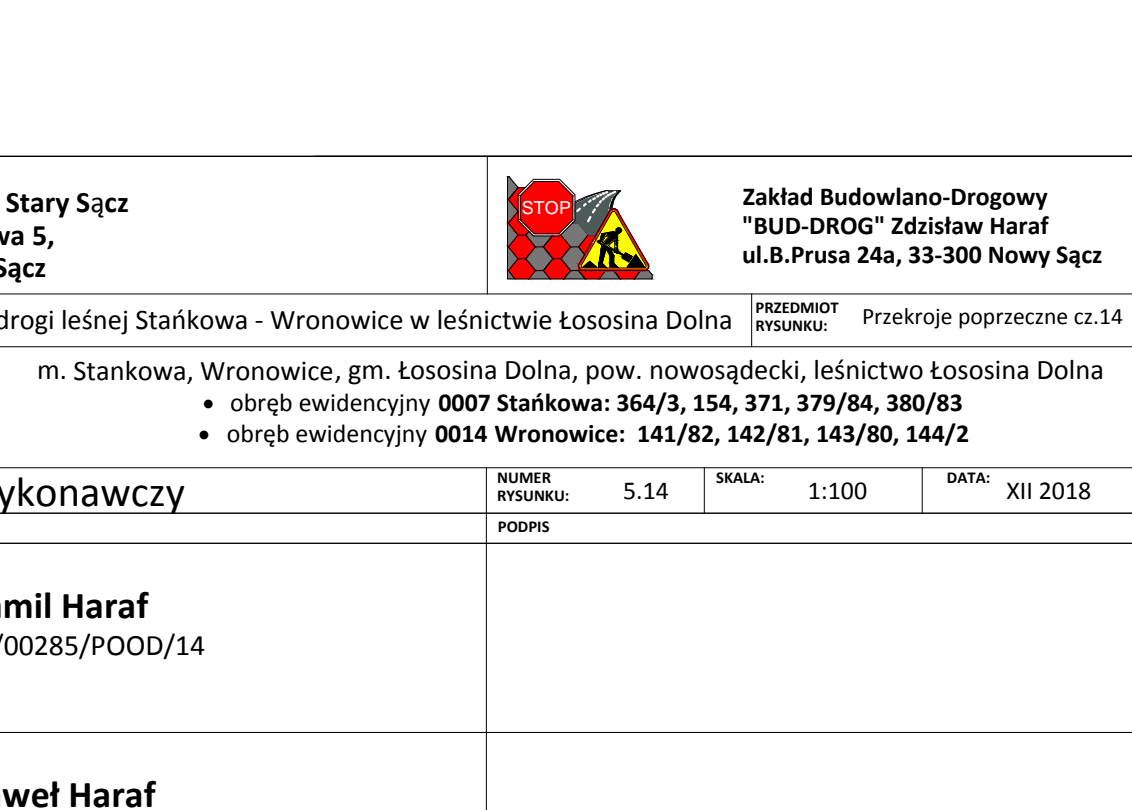 Stary Sącz
wa 5,
Sącz
STOP
Zakład Budowlano-Drogowy
"BUD-DROG" Zdzisław Haraf
ul.B.Prusa 24a, 33-300 Nowy Sącz
drogi leśnej Stańkowa - Wronowice w leśnictwie Łososina Dolna
PRZEDMIOT
RYSUNKU:
Przekroje poprzeczne cz.14
m. Stankowa, Wronowice, gm. Łososina Dolna, pow. nowosądecki, leśnictwo Łososina Dolna
• obręb ewidencyjny 0007 Stańkowa: 364/3, 154, 371, 379/84, 380/83
• obręb ewidencyjny 0014 Wronowice: 141/82, 142/81, 143/80, 144/2
ykonawczy
NUMER
RYSUNKU:
5.14
SKALA:
1:100
DATA:
XII 2018
PODPIS
mil Haraf
/00285/POOD/14
weł Haraf